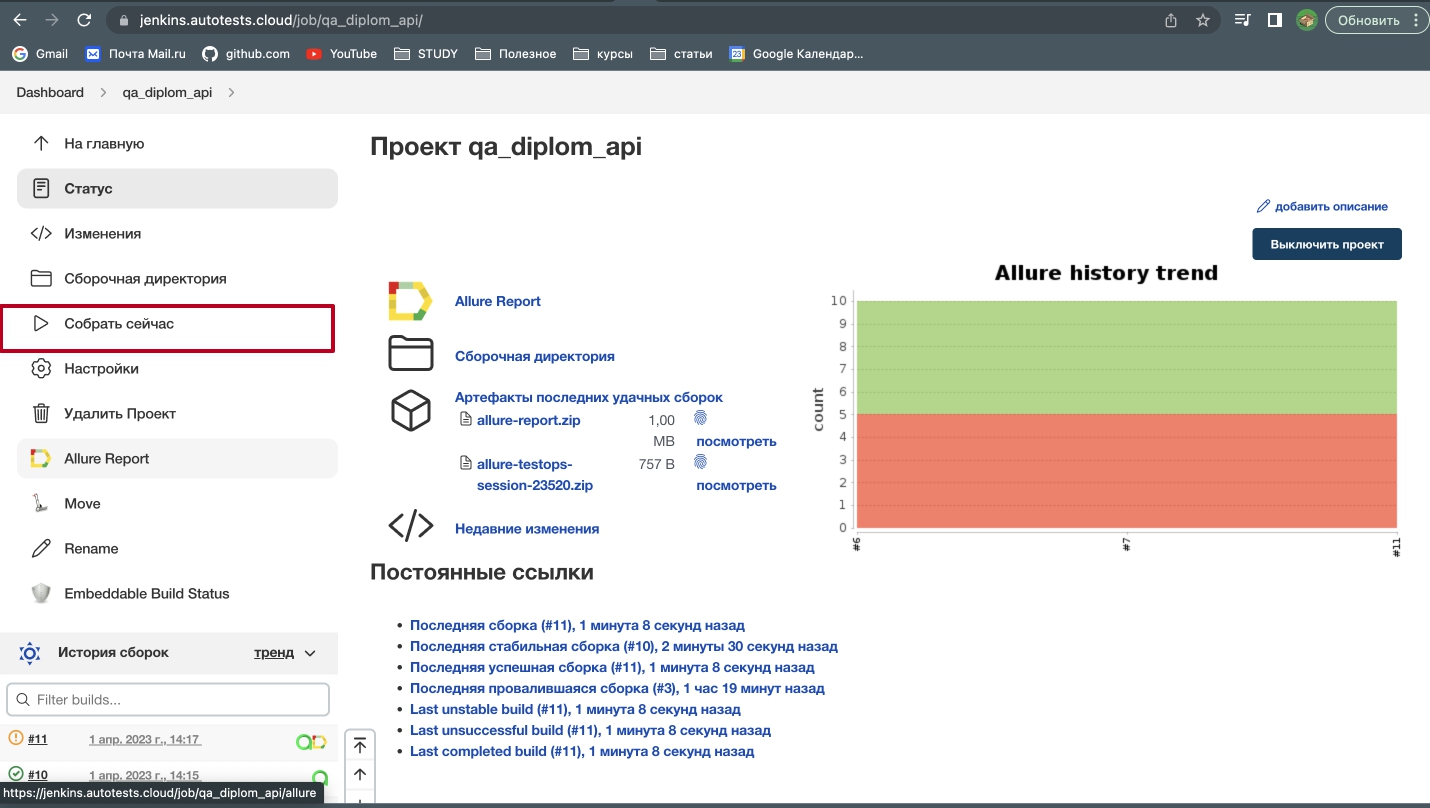 jenkins.autotests.cloud/job/qa_diplom_api/
Обновить
Gmail
Почта Mail.ru
github.com
YouTube
STUDY
Полезное
курсы
статьи
23
Google Календар...
Dashboard
qa_diplom_api
На главную
Статус
Изменения
Сборочная директория
Собрать сейчас
Настройки
Удалить Проект
Allure Report
Move
Rename
Embeddable Build Status
История сборок
тренд
Filter builds...
#11
1 апр. 2023 г., 14:17
#10
1 апр. 2023 г., 14:15
https://jenkins.autotests.cloud/job/qa_diplom_api/allure
Проект qa_diplom_api
добавить описание
Выключить проект
Allure Report
Сборочная директория
Артефакты последних удачных сборок
allure-report.zip
1,00
MB
посмотреть
allure-testops-
session-23520.zip
757 B
посмотреть
Недавние изменения
Allure history trend
count
10
9
8
7
6
5
4
3
2
1
0
#6
#7
#11
Постоянные ссылки
Последняя сборка (#11), 1 минута 8 секунд назад
Последняя стабильная сборка (#10), 2 минуты 30 секунд назад
Последняя успешная сборка (#11), 1 минута 8 секунд назад
Последняя провалившаяся сборка (#3), 1 час 19 минут назад
Last unstable build (#11), 1 минута 8 секунд назад
Last unsuccessful build (#11), 1 минута 8 секунд назад
Last completed build (#11), 1 минута 8 секунд назад